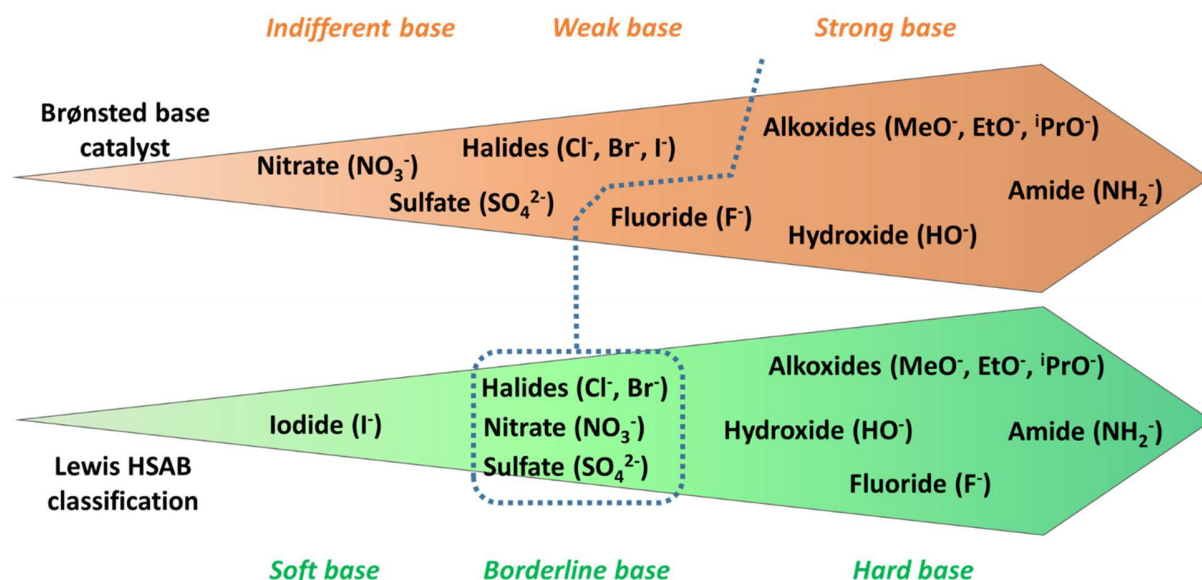 Indifferent base Weak base Strong base
Brønsted base
catalyst
Alkoxides (MeO⁻, EtO⁻, ⁱPrO⁻)
Halides (Cl⁻, Br⁻, I⁻)
Nitrate (NO₃⁻)
Amide (NH₂⁻)
Sulfate (SO₄²⁻)
Fluoride (F⁻)
Hydroxide (HO⁻)
Alkoxides (MeO⁻, EtO⁻, ⁱPrO⁻)
Halides (Cl⁻, Br⁻)
Iodide (I⁻)
Nitrate (NO₃⁻)
Hydroxide (HO⁻)
Amide (NH₂⁻)
Sulfate (SO₄²⁻)
Fluoride (F⁻)
Lewis HSAB
classification
Soft base Borderline base Hard base